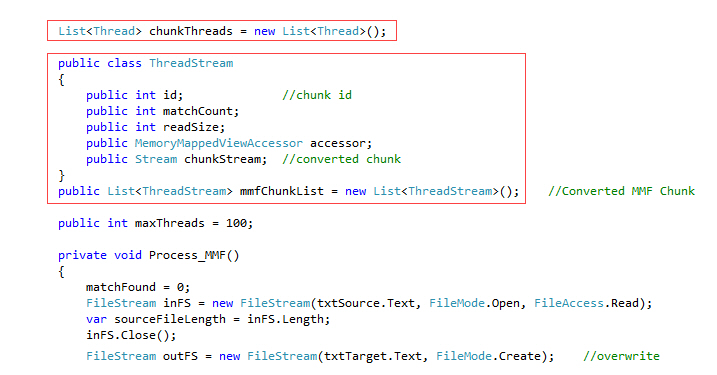 List<Thread> chunkThreads = new List<Thread>();
public class ThreadStream
{
public int id; //chunk id
public int matchCount;
public int readSize;
public MemoryMappedViewAccessor accessor;
public Stream chunkStream; //converted chunk
}
public List<ThreadStream> mmfChunkList = new List<ThreadStream>(); //Converted MMF Chunk
public int maxThreads = 100;
private void Process_MMF()
{
matchFound = 0;
FileStream inFS = new FileStream(txtSource.Text, FileMode.Open, FileAccess.Read);
var sourceFileLength = inFS.Length;
inFS.Close();
FileStream outFS = new FileStream(txtTarget.Text, FileMode.Create); //overwrite